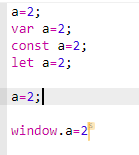 a=2;
var a=2;
const a=2;
let a=2;
a=2;
window.a=2